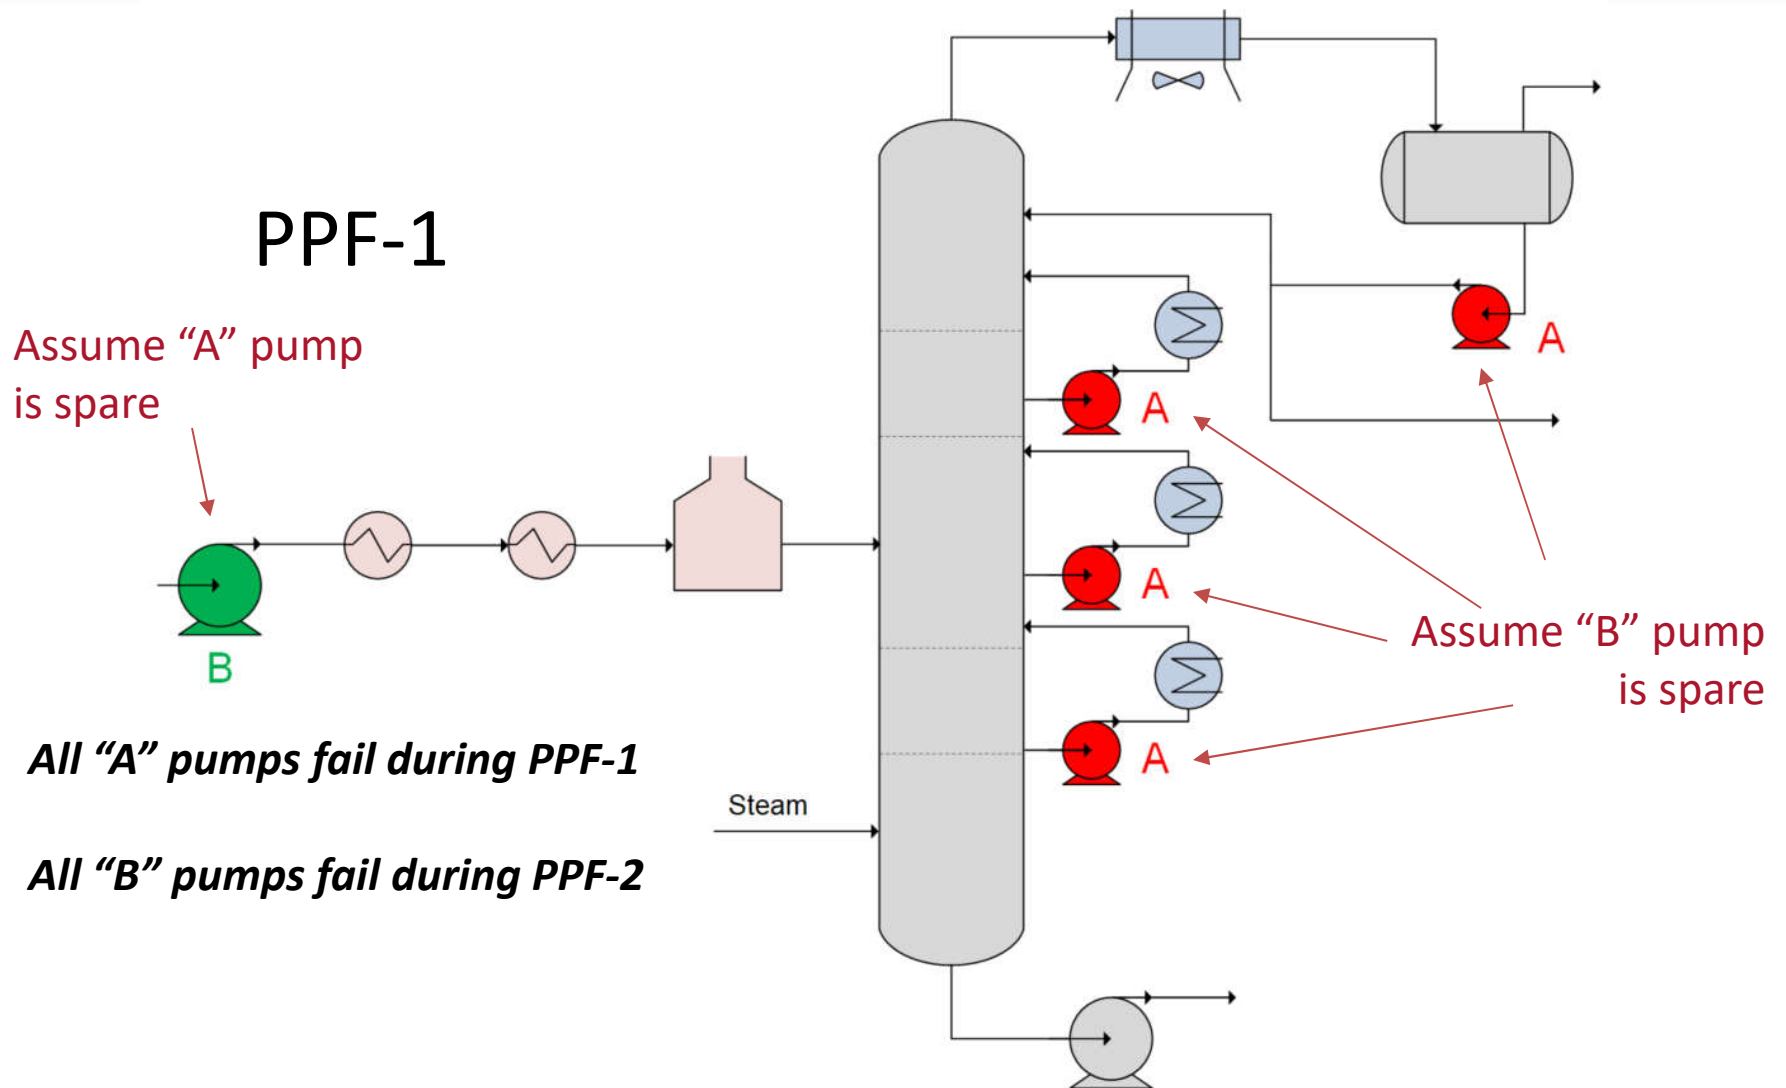 PPF-1
Assume “A” pump
is spare
A
A
B
A
Assume “B” pump
is spare
A
All “A” pumps fail during PPF-1
Steam
All “B” pumps fail during PPF-2